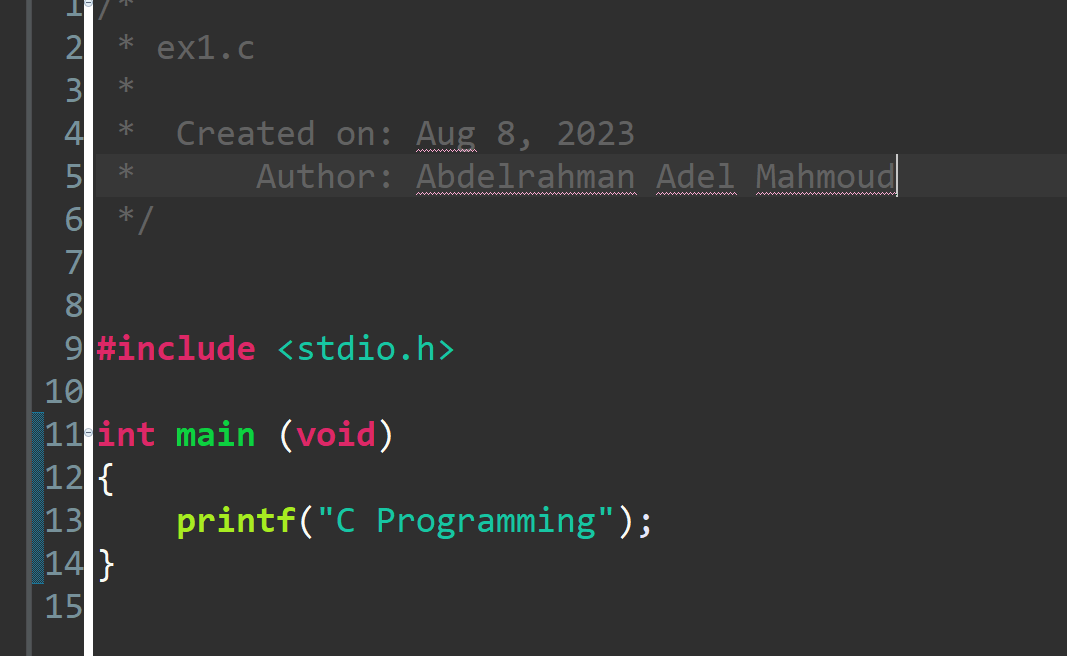 1 /*
2  * ex1.c
3  *
4  *  Created on: Aug 8, 2023
5  *      Author: Abdelrahman Adel Mahmoud
6  */
7
8
9 #include <stdio.h>
10
11 int main (void)
12 {
13     printf("C Programming");
14 }
15